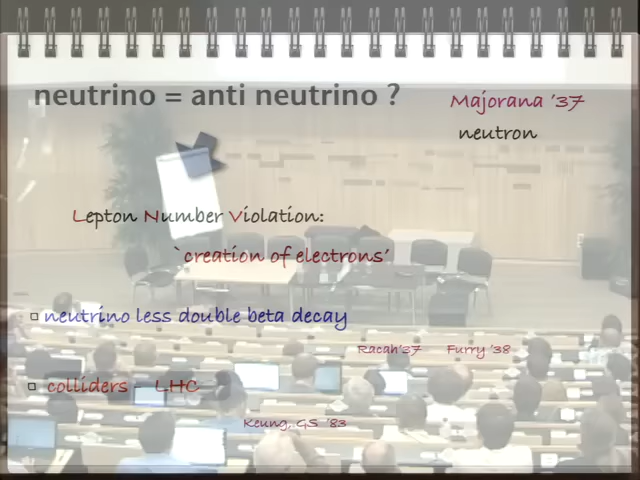 neutrino = anti neutrino ?
Majorana '37
neutron
Lepton Number Violation:
`creation of electrons'
neutrino less double beta decay
Racah'37 Furry '38
colliders - LHC
Keung, GS '83